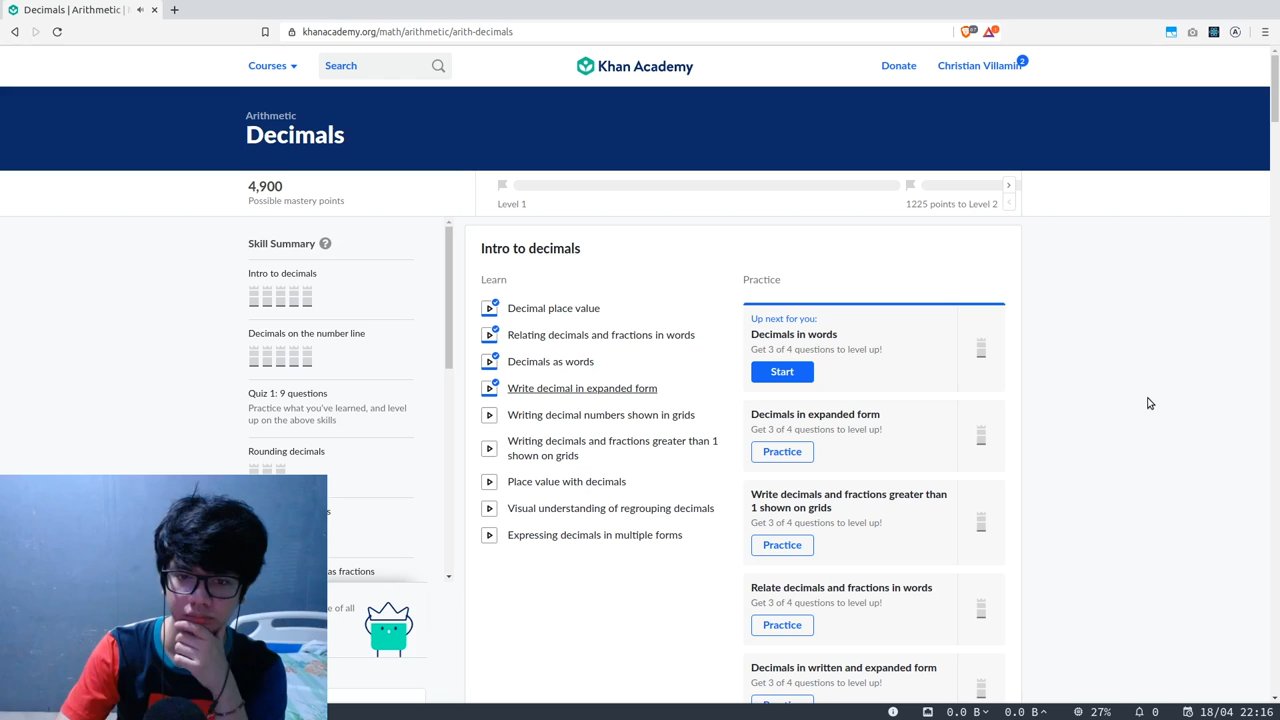 Decimals | Arithmetic |
khanacademy.org/math/arithmetic/arith-decimals
Courses
Search
Khan Academy
Donate
Christian Villamin
2
Arithmetic
Decimals
4,900
Possible mastery points
Level 1
1225 points to Level 2
Skill Summary ?
Intro to decimals
Decimals on the number line
Quiz 1: 9 questions
Practice what you've learned, and level
up on the above skills
Rounding decimals
as fractions
e of all
Intro to decimals
Learn
Decimal place value
Relating decimals and fractions in words
Decimals as words
Write decimal in expanded form
Writing decimal numbers shown in grids
Writing decimals and fractions greater than 1
shown on grids
Place value with decimals
Visual understanding of regrouping decimals
Expressing decimals in multiple forms
Practice
Up next for you:
Decimals in words
Get 3 of 4 questions to level up!
Start
Decimals in expanded form
Get 3 of 4 questions to level up!
Practice
Write decimals and fractions greater than
1 shown on grids
Get 3 of 4 questions to level up!
Practice
Relate decimals and fractions in words
Get 3 of 4 questions to level up!
Practice
Decimals in written and expanded form
Get 3 of 4 questions to level up!
0.0 B 0.0 B 27% 0 18/04 22:16